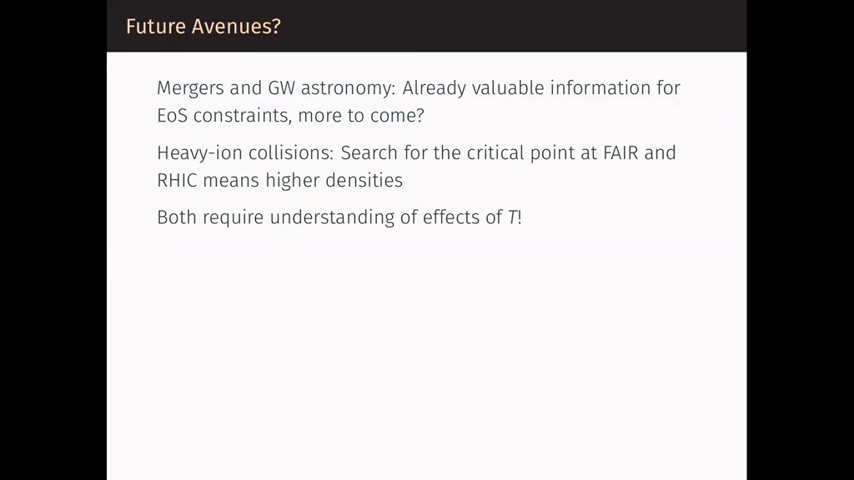 Future Avenues?
Mergers and GW astronomy: Already valuable information for
EoS constraints, more to come?
Heavy-ion collisions: Search for the critical point at FAIR and
RHIC means higher densities
Both require understanding of effects of T!